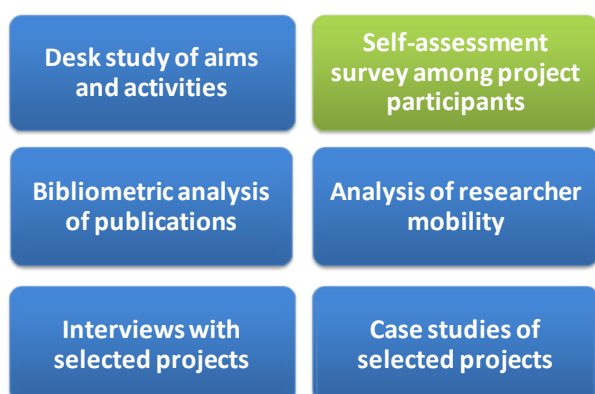 Desk study of aims
and activities
Self-assessment
survey among project
participants
Bibliometric analysis
of publications
Analysis of researcher
mobility
Interviews with
selected projects
Case studies of
selected projects